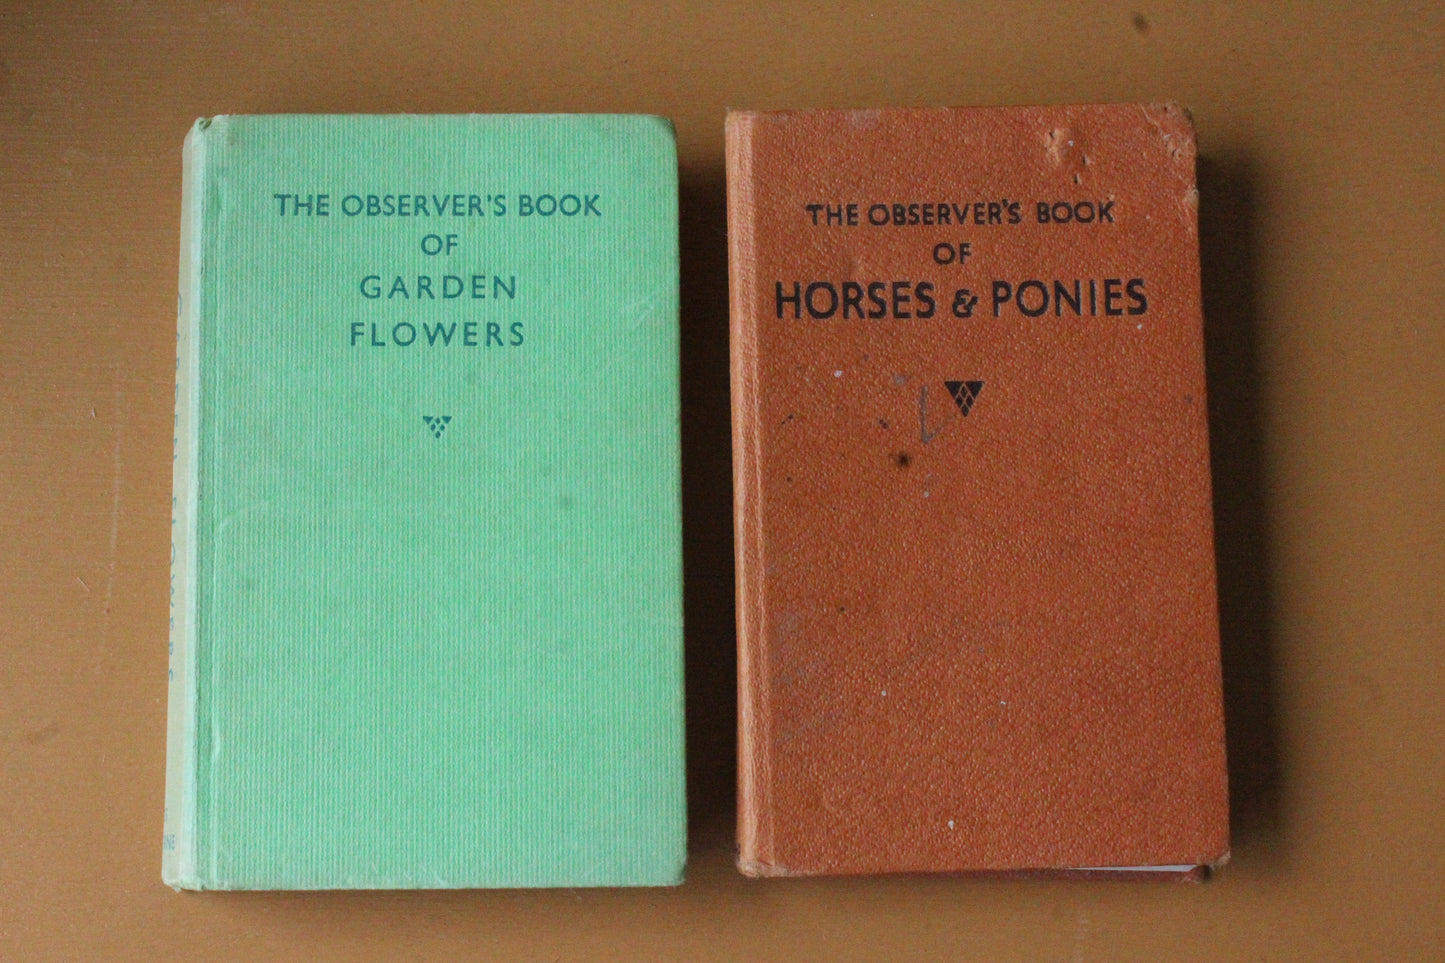 THE OBSERVER'S BOOK
OF
GARDEN
FLOWERS
THE OBSERVER'S BOOK
OF
HORSES & PONIES